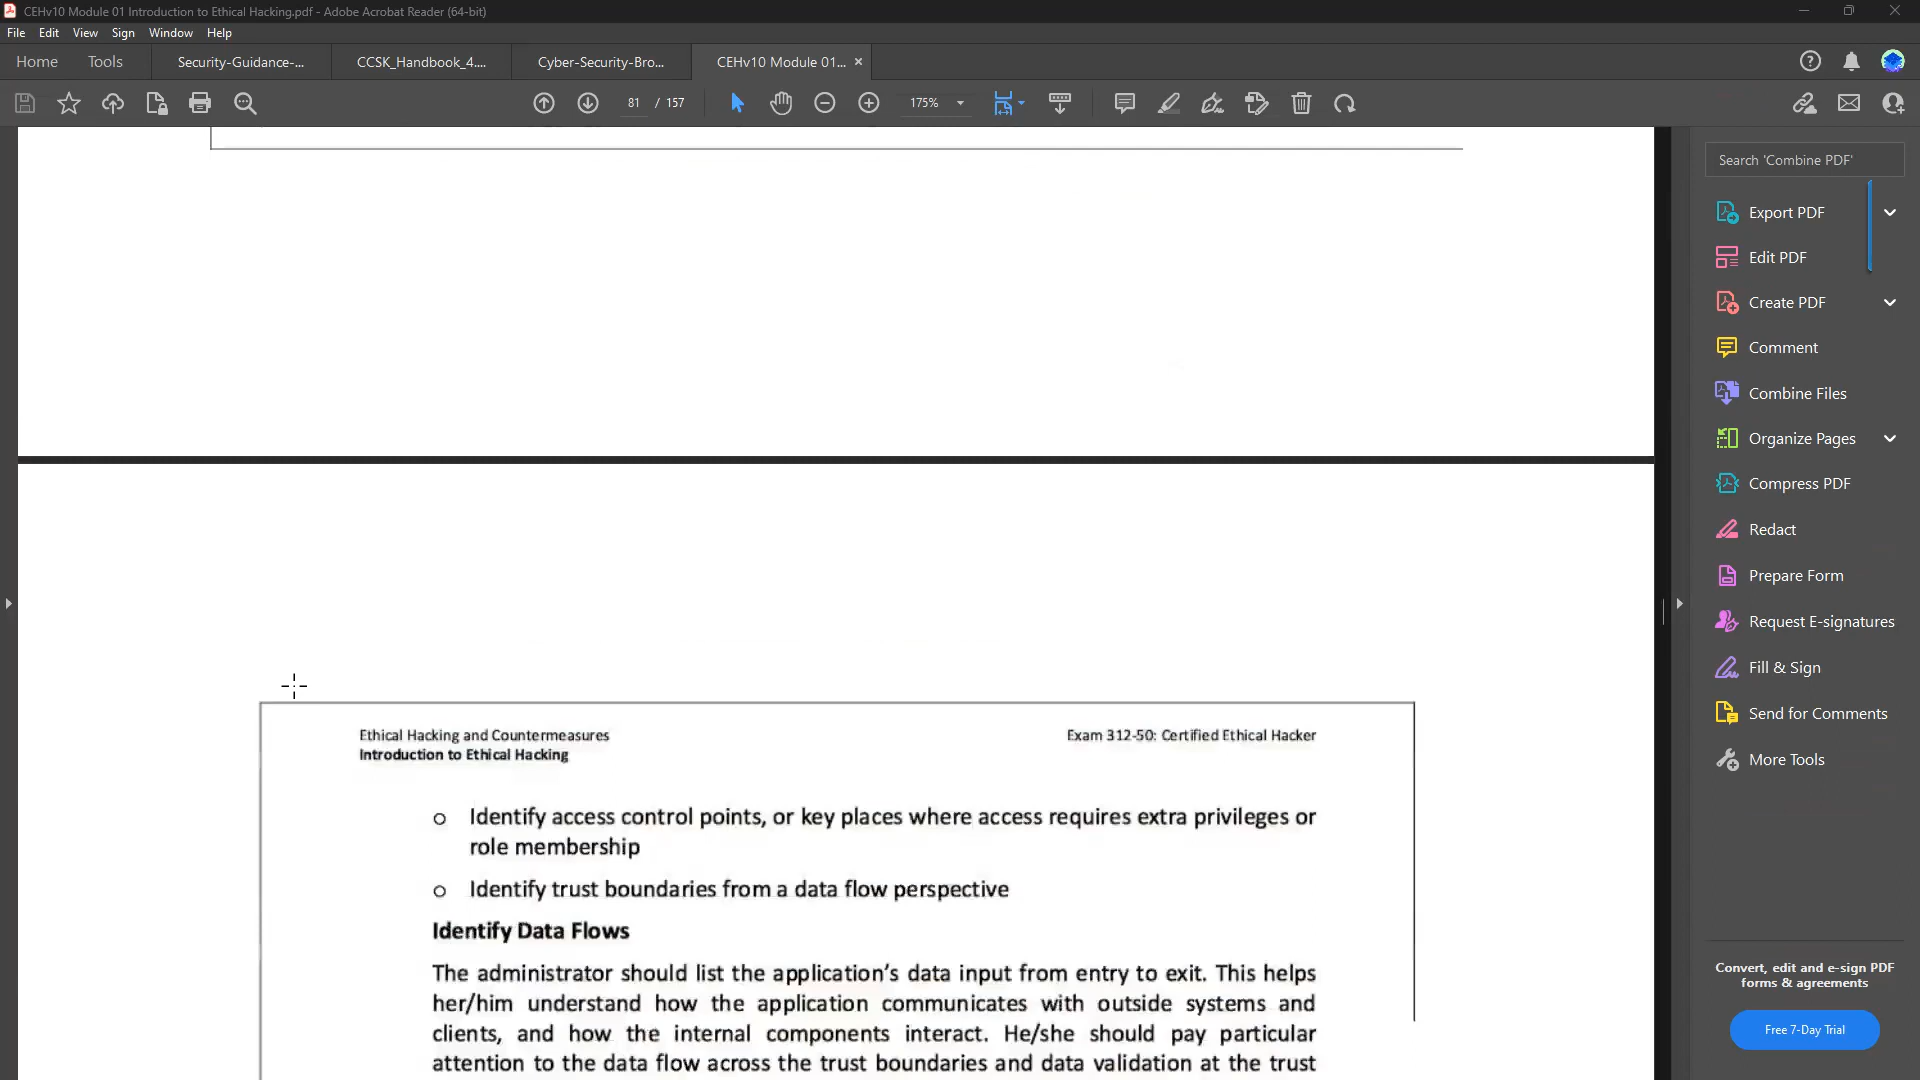 CEHv10 Module 01 Introduction to Ethical Hacking.pdf - Adobe Acrobat Reader (64-bit)
File Edit View Sign Window Help
Home Tools Security-Guidance-... CCSK_Handbook_4.... Cyber-Security-Bro... CEHv10 Module 01... ×
81 / 157 175%
Search 'Combine PDF'
Export PDF
Edit PDF
Create PDF
Comment
Combine Files
Organize Pages
Compress PDF
Redact
Prepare Form
Request E-signatures
Fill & Sign
Send for Comments
More Tools
Convert, edit and e-sign PDF
forms & agreements
Free 7-Day Trial
Ethical Hacking and Countermeasures Exam 312-50: Certified Ethical Hacker
Introduction to Ethical Hacking
o Identify access control points, or key places where access requires extra privileges or
role membership
o Identify trust boundaries from a data flow perspective
Identify Data Flows
The administrator should list the application's data input from entry to exit. This helps
her/him understand how the application communicates with outside systems and
clients, and how the internal components interact. He/she should pay particular
attention to the data flow across the trust boundaries and data validation at the trust